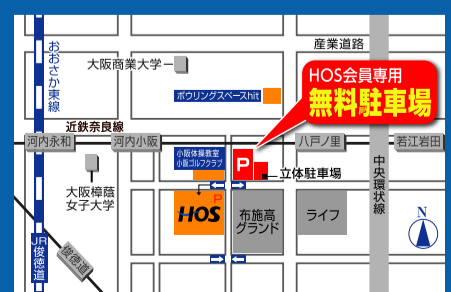 産業道路
おおさか東線
大阪商業大学
HOS会員専用
無料駐車場
ボウリングスペースhit
近鉄奈良線
河内永和
河内小阪
八戸ノ里
若江岩田
小阪体操教室
小阪ゴルフクラブ
P
立体駐車場
中央環状線
大阪樟蔭
女子大学
P
HOS
布施高
グランド
ライフ
N
JR俊徳道
俊徳道